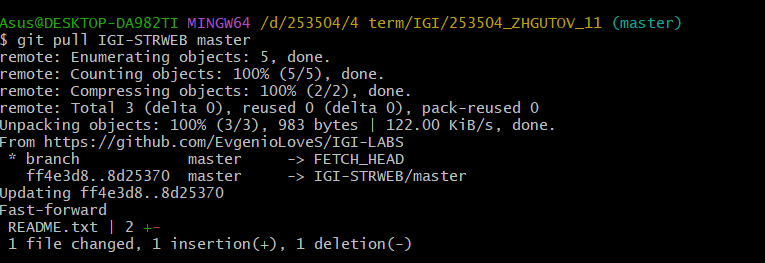 Asus@DESKTOP-DA982TI MINGW64 /d/253504/4 term/IGI/253504_ZHGUTOV_11 (master)
$ git pull IGI-STRWEB master
remote: Enumerating objects: 5, done.
remote: Counting objects: 100% (5/5), done.
remote: Compressing objects: 100% (2/2), done.
remote: Total 3 (delta 0), reused 0 (delta 0), pack-reused 0
Unpacking objects: 100% (3/3), 983 bytes | 122.00 KiB/s, done.
From https://github.com/EvgenioLoveS/IGI-LABS
 * branch            master     -> FETCH_HEAD
   ff4e3d8..8d25370  master     -> IGI-STRWEB/master
Updating ff4e3d8..8d25370
Fast-forward
 README.txt | 2 +-
 1 file changed, 1 insertion(+), 1 deletion(-)